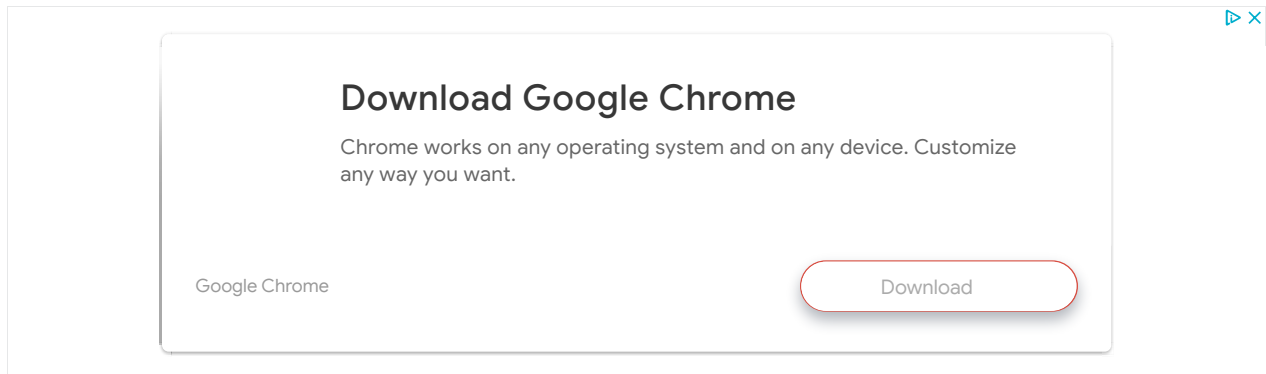 Download Google Chrome
Chrome works on any operating system and on any device. Customize
any way you want.
Google Chrome
Download